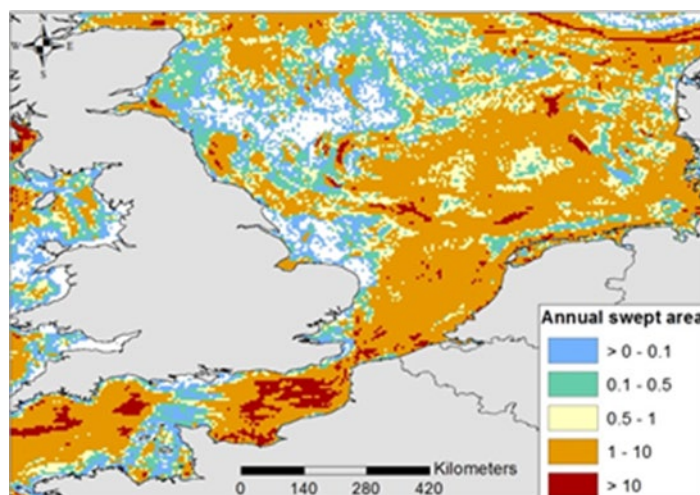 N
W E
S
Annual swept area
> 0 - 0.1
0.1 - 0.5
0.5 - 1
1 - 10
> 10
Kilometers
0 140 280 420